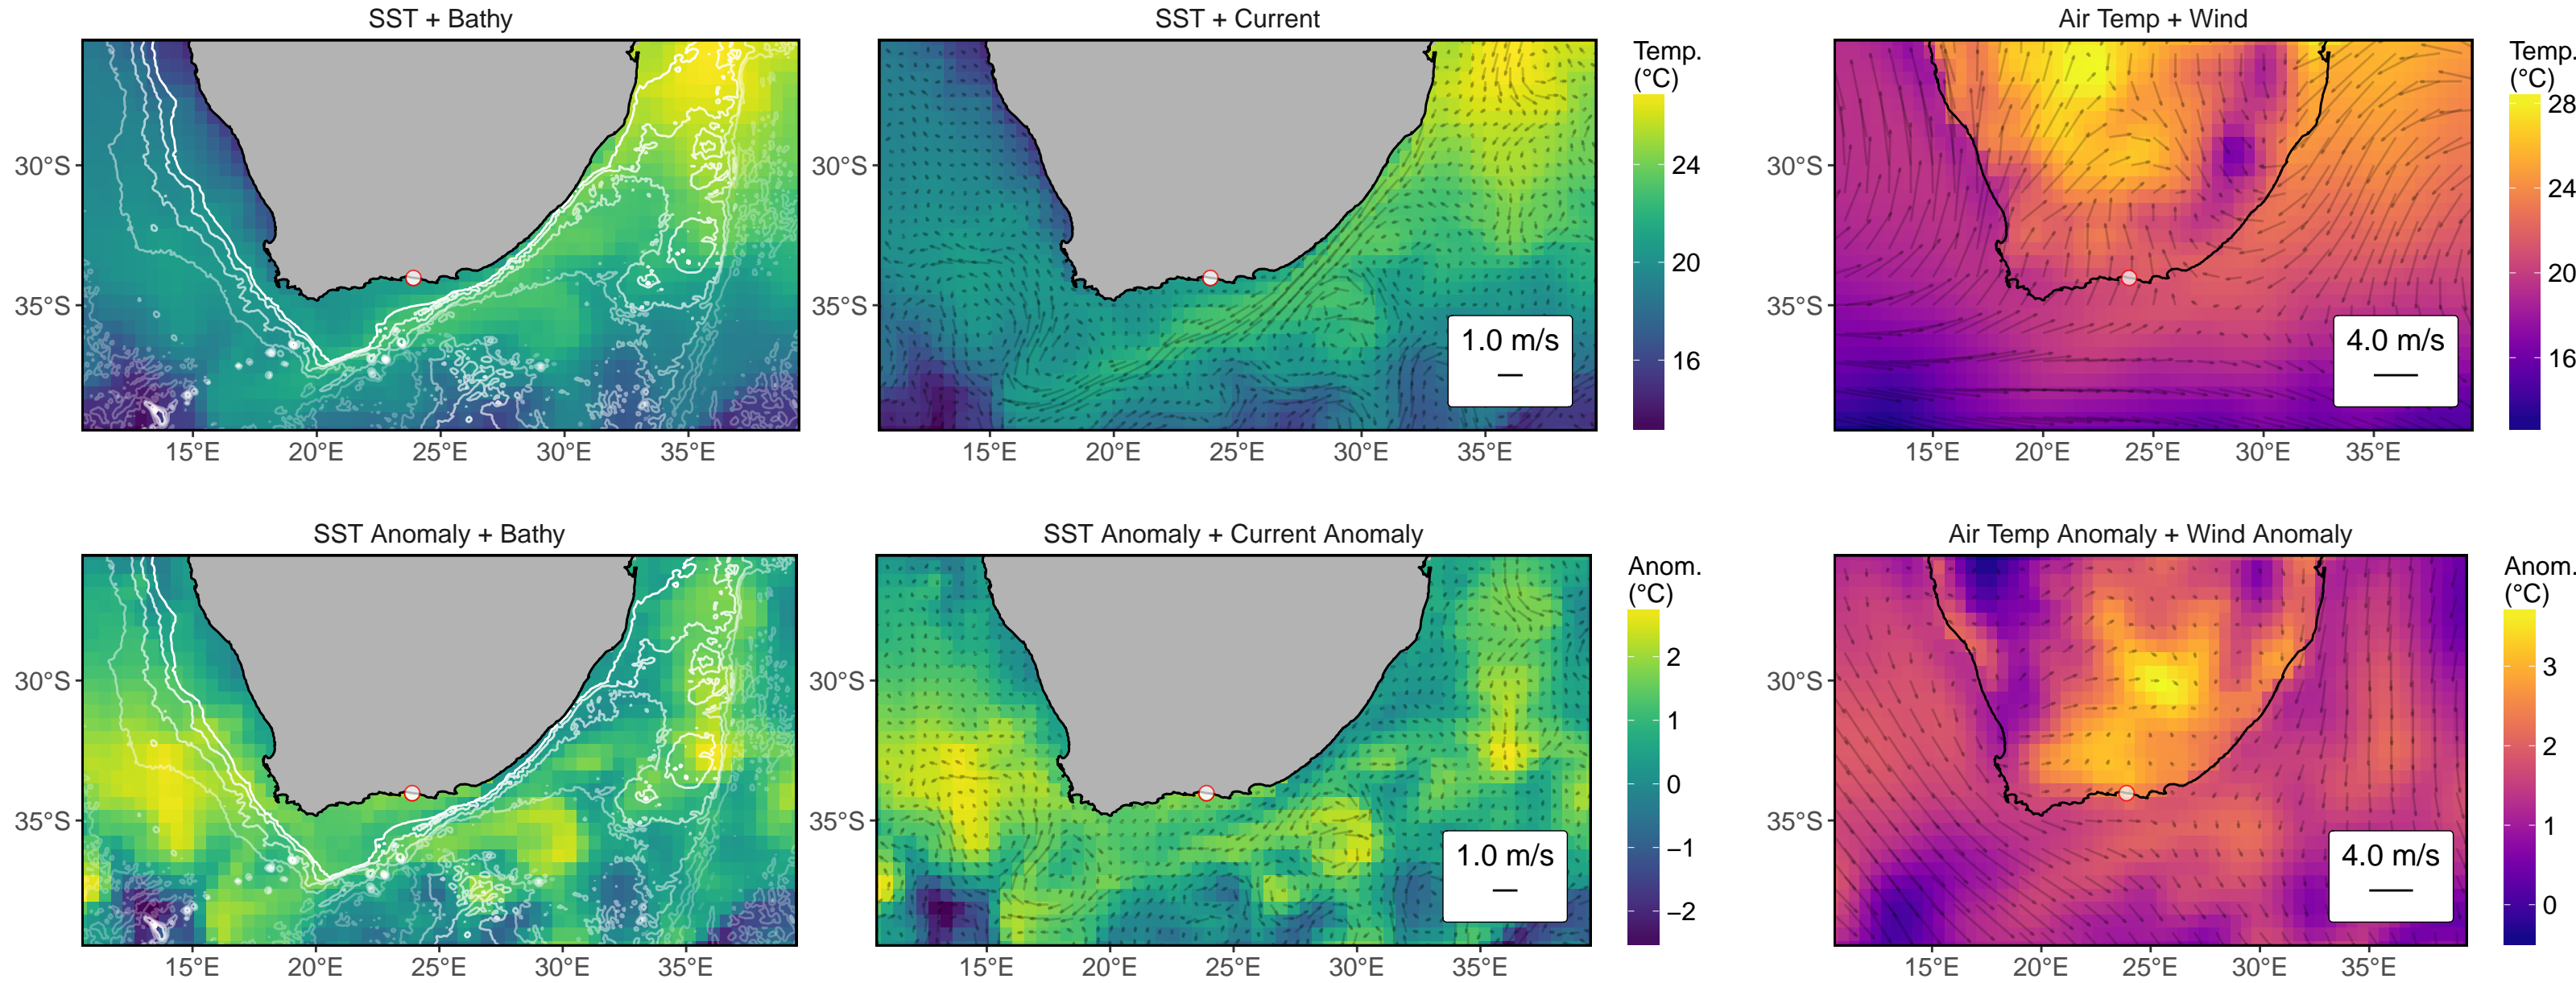 SST + Bathy
SST + Current
Air Temp + Wind
30°S
35°S
15°E 20°E 25°E 30°E 35°E
30°S
35°S
1.0 m/s
15°E 20°E 25°E 30°E 35°E
Temp.
(°C)
24
20
16
30°S
35°S
4.0 m/s
15°E 20°E 25°E 30°E 35°E
Temp.
(°C)
28
24
20
16
SST Anomaly + Bathy
SST Anomaly + Current Anomaly
Air Temp Anomaly + Wind Anomaly
30°S
35°S
15°E 20°E 25°E 30°E 35°E
30°S
35°S
1.0 m/s
15°E 20°E 25°E 30°E 35°E
Anom.
(°C)
2
1
0
−1
−2
30°S
35°S
4.0 m/s
15°E 20°E 25°E 30°E 35°E
Anom.
(°C)
3
2
1
0